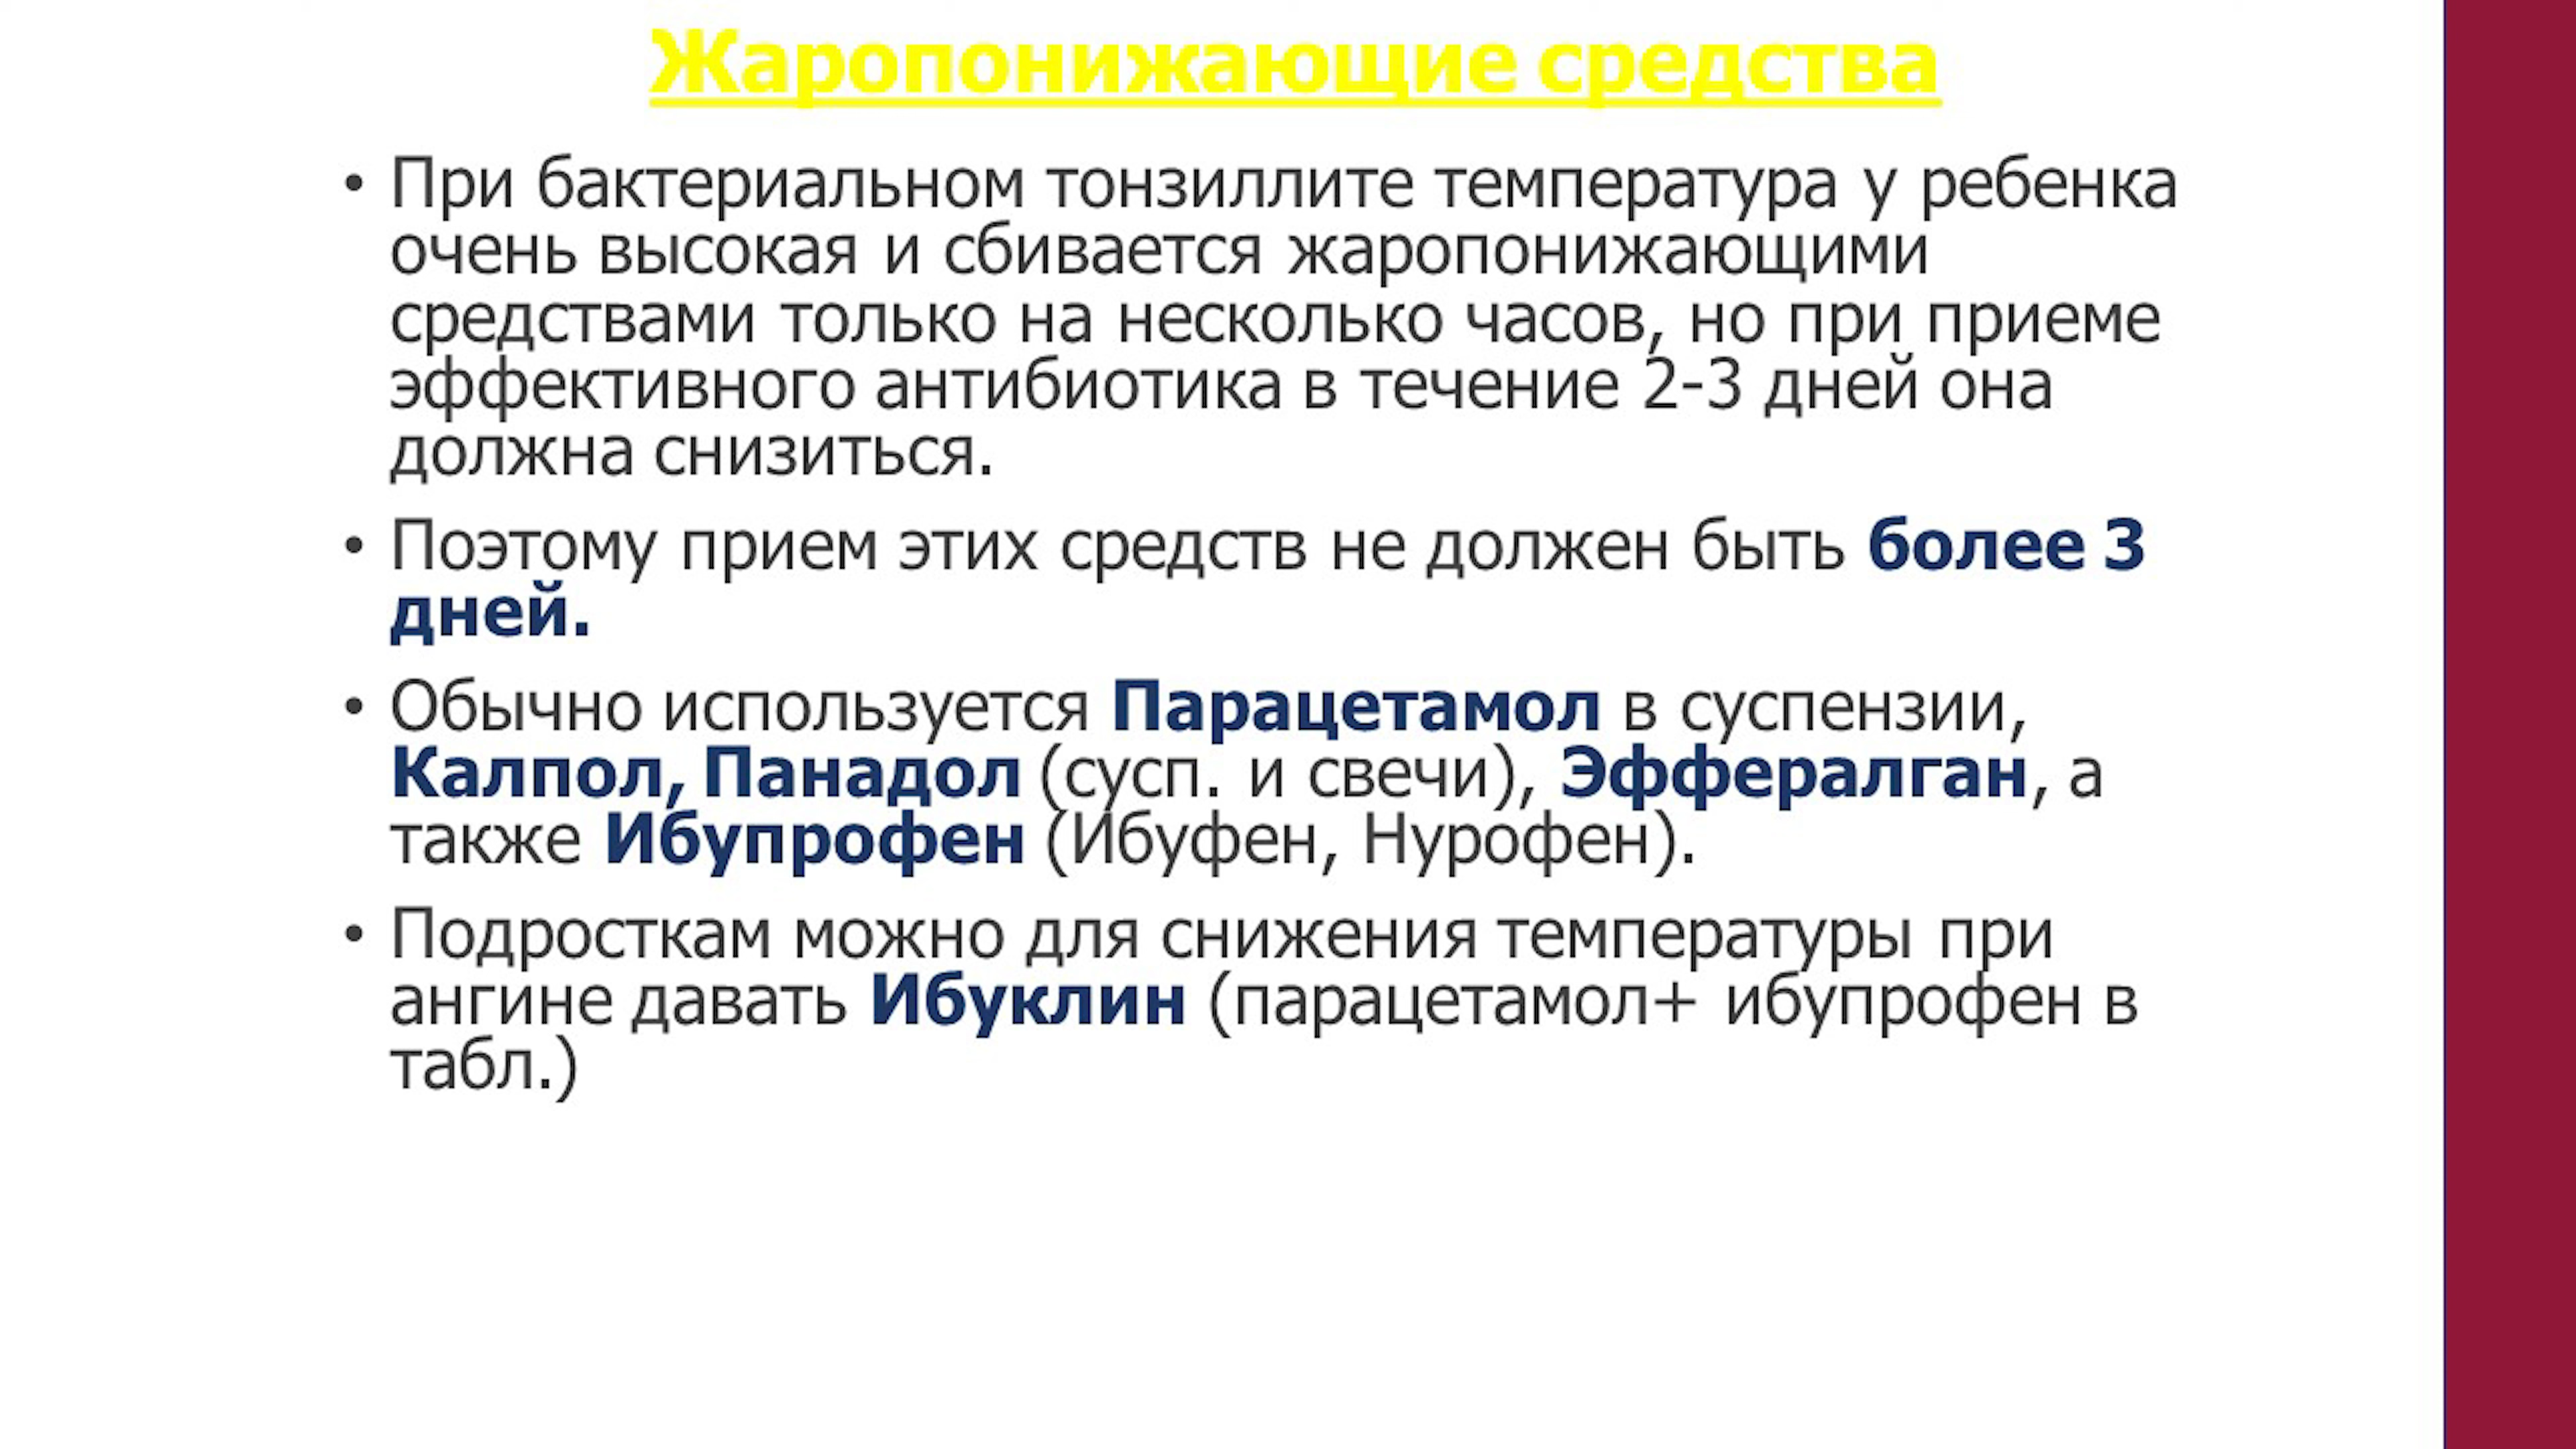 Жаропонижающие средства
• При бактериальном тонзиллите температура у ребенка
очень высокая и сбивается жаропонижающими
средствами только на несколько часов, но при приеме
эффективного антибиотика в течение 2-3 дней она
должна снизиться.
• Поэтому прием этих средств не должен быть более 3
дней.
• Обычно используется Парацетамол в суспензии,
Калпол, Панадол (сусп. и свечи), Эффералган, а
также Ибупрофен (Ибуфен, Нурофен).
• Подросткам можно для снижения температуры при
ангине давать Ибуклин (парацетамол+ ибупрофен в
табл.)